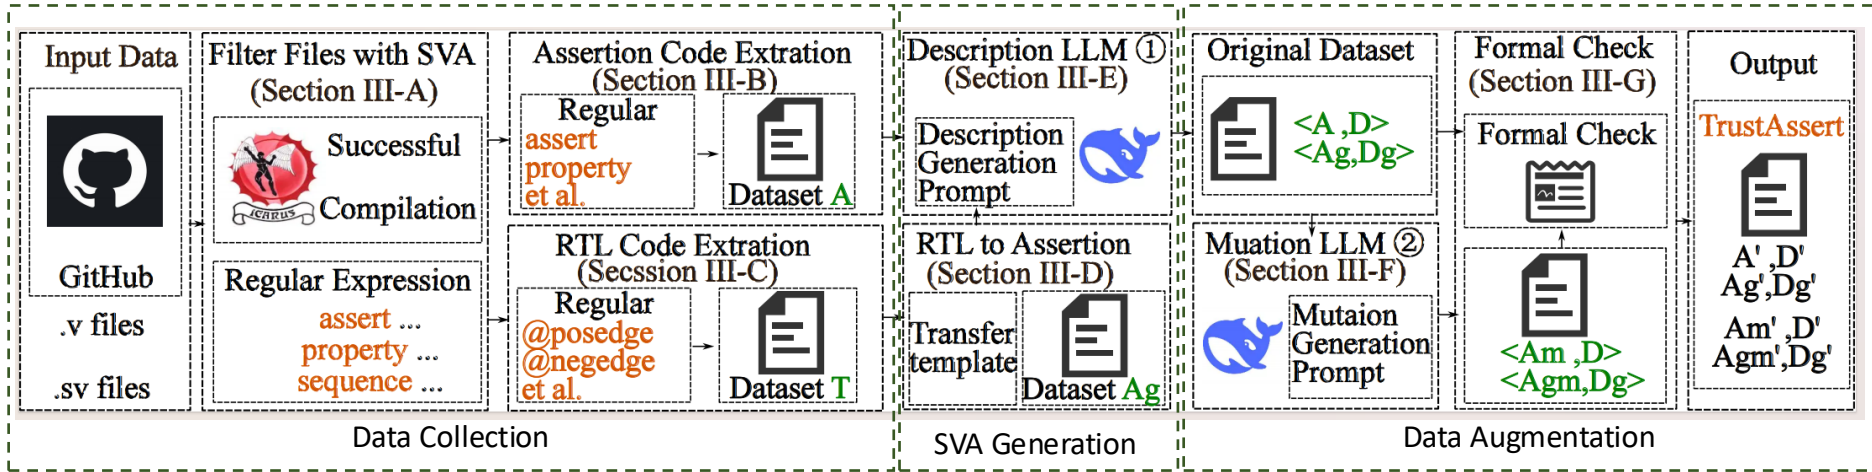 Input Data
GitHub
.v files
.sv files
Filter Files with SVA
(Section III-A)
ICARUS
Successful
Compilation
Regular Expression
assert ...
property ...
sequence ...
Assertion Code Extration
(Section III-B)
Regular
assert
property
et al.
Dataset A
RTL Code Extration
(Secssion III-C)
Regular
@posedge
@negedge
et al.
Dataset T
Data Collection
Description LLM ①
(Section III-E)
Description
Generation
Prompt
RTL to Assertion
(Section III-D)
Transfer
template
Dataset Ag
SVA Generation
Original Dataset
<A ,D>
<Ag,Dg>
Muation LLM ②
(Section III-F)
Mutaion
Generation
Prompt
Formal Check
(Section III-G)
Formal Check
<Am ,D>
<Agm,Dg>
Output
TrustAssert
A' ,D'
Ag',Dg'
Am' ,D'
Agm',Dg'
Data Augmentation